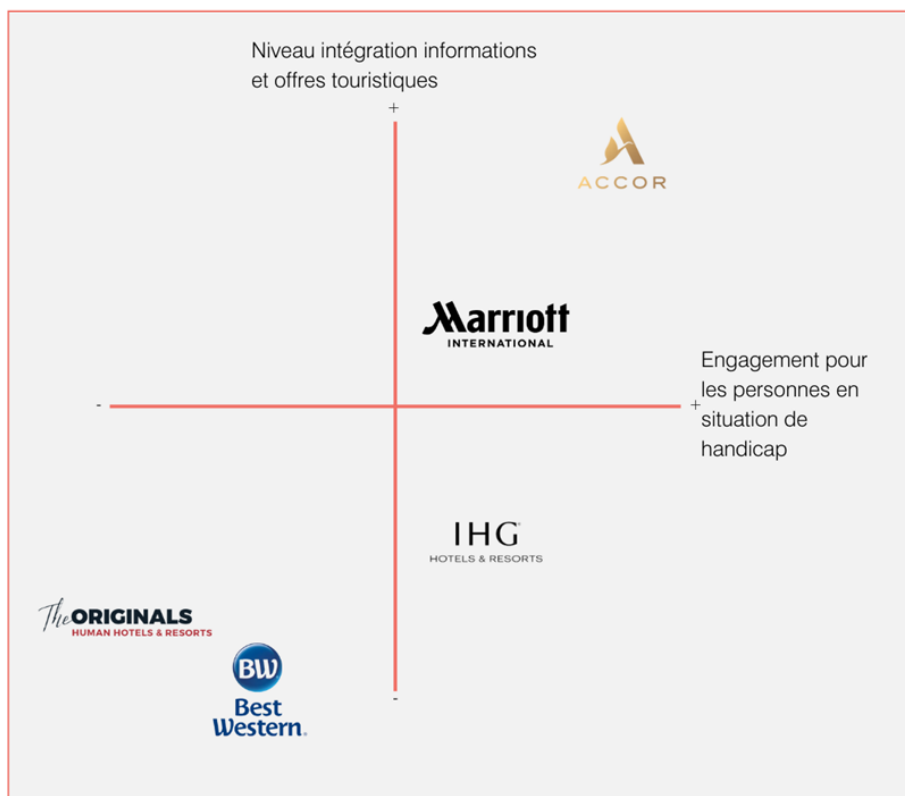 Niveau intégration informations
et offres touristiques
+
ACCOR
Marriott
INTERNATIONAL
Engagement pour
les personnes en
situation de
handicap
-
+
IHG
HOTELS & RESORTS
The ORIGINALS
HUMAN HOTELS & RESORTS
BW
Best
Western.
-